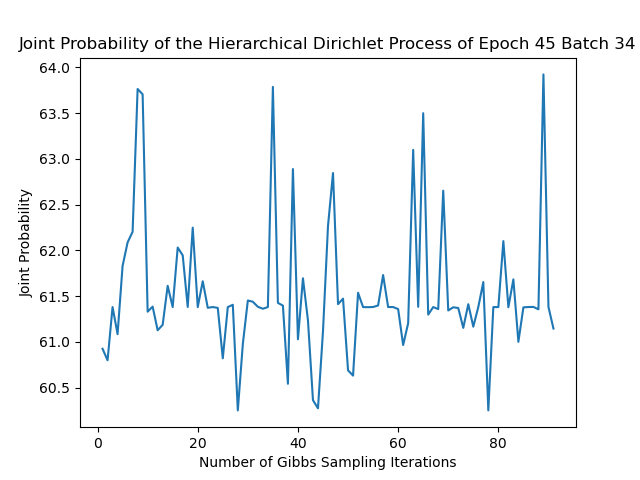 Joint Probability of the Hierarchical Dirichlet Process of Epoch 45 Batch 34
64.0
63.5
63.0
62.5
62.0
61.5
61.0
60.5
Joint Probability
0 20 40 60 80
Number of Gibbs Sampling Iterations